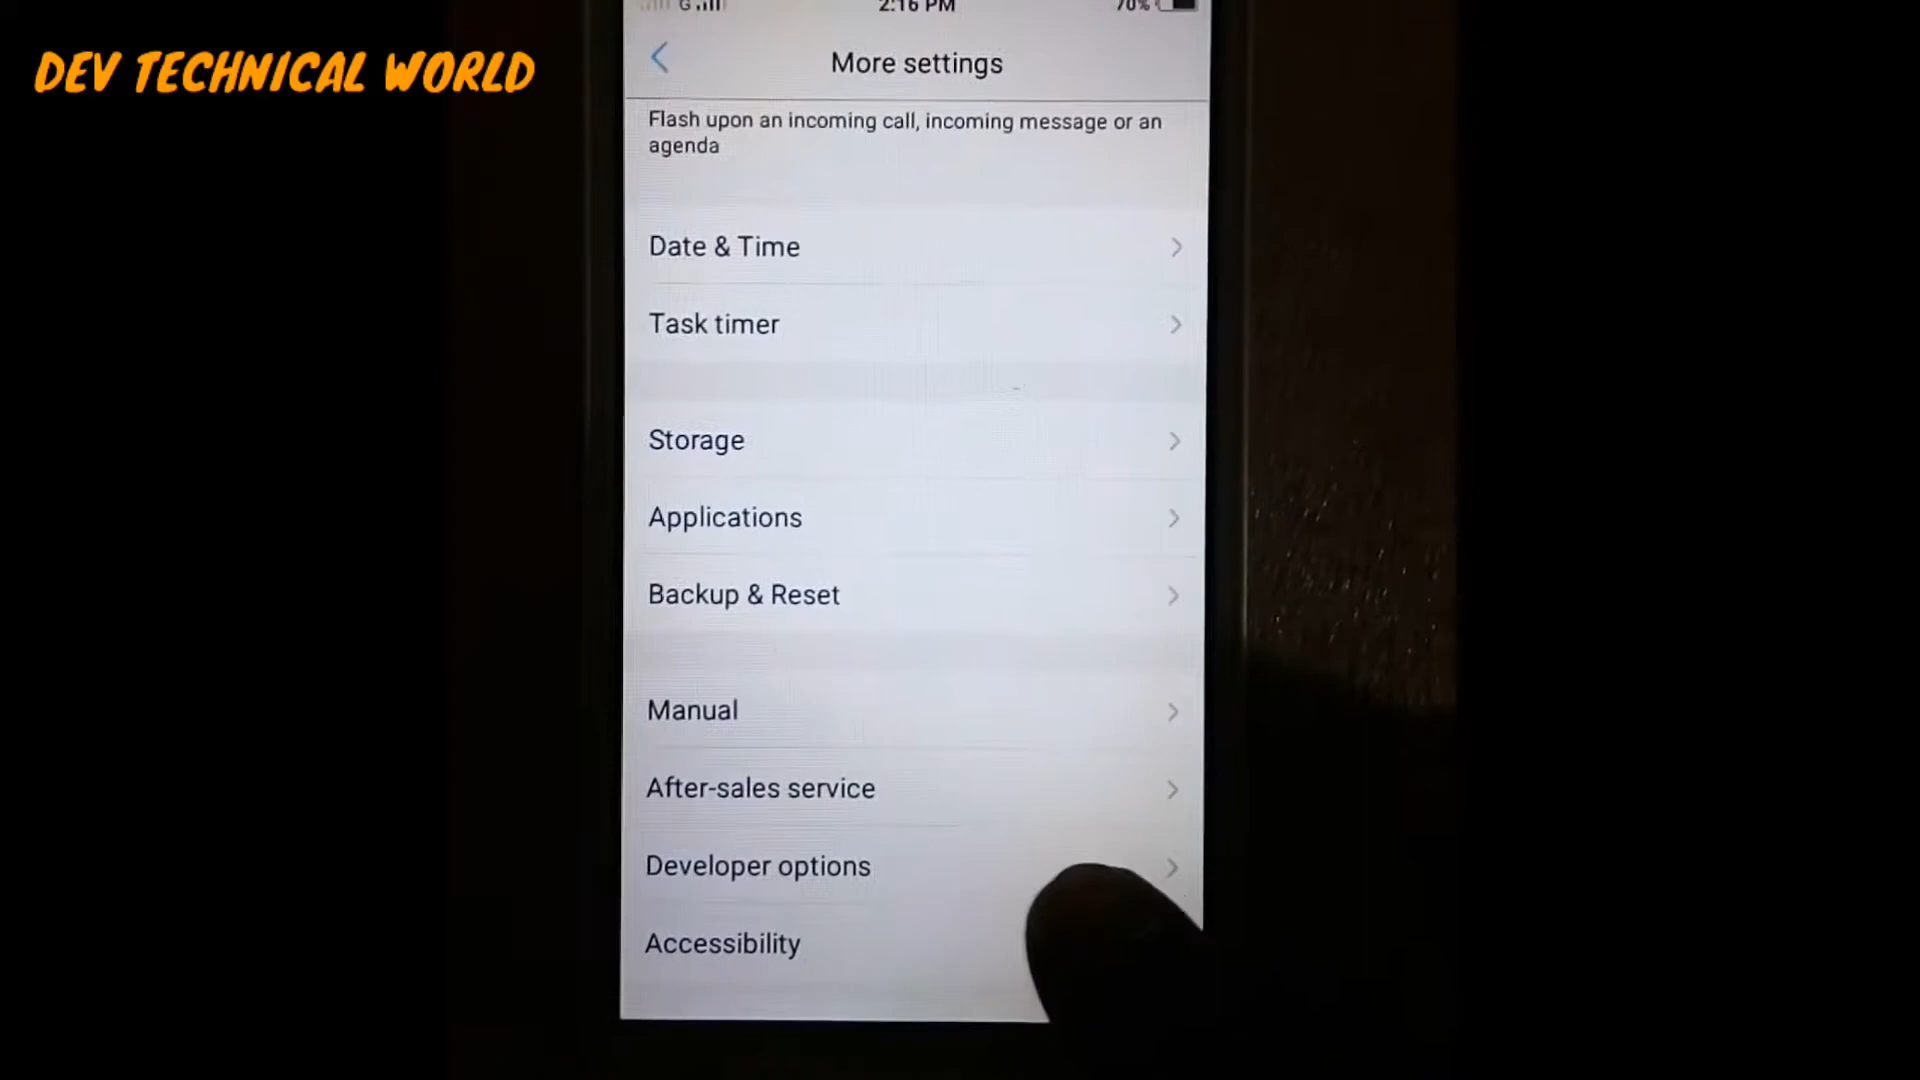 DEV TECHNICAL WORLD
G 2:16 PM 70%
More settings
Flash upon an incoming call, incoming message or an
agenda
Date & Time
Task timer
Storage
Applications
Backup & Reset
Manual
After-sales service
Developer options
Accessibility